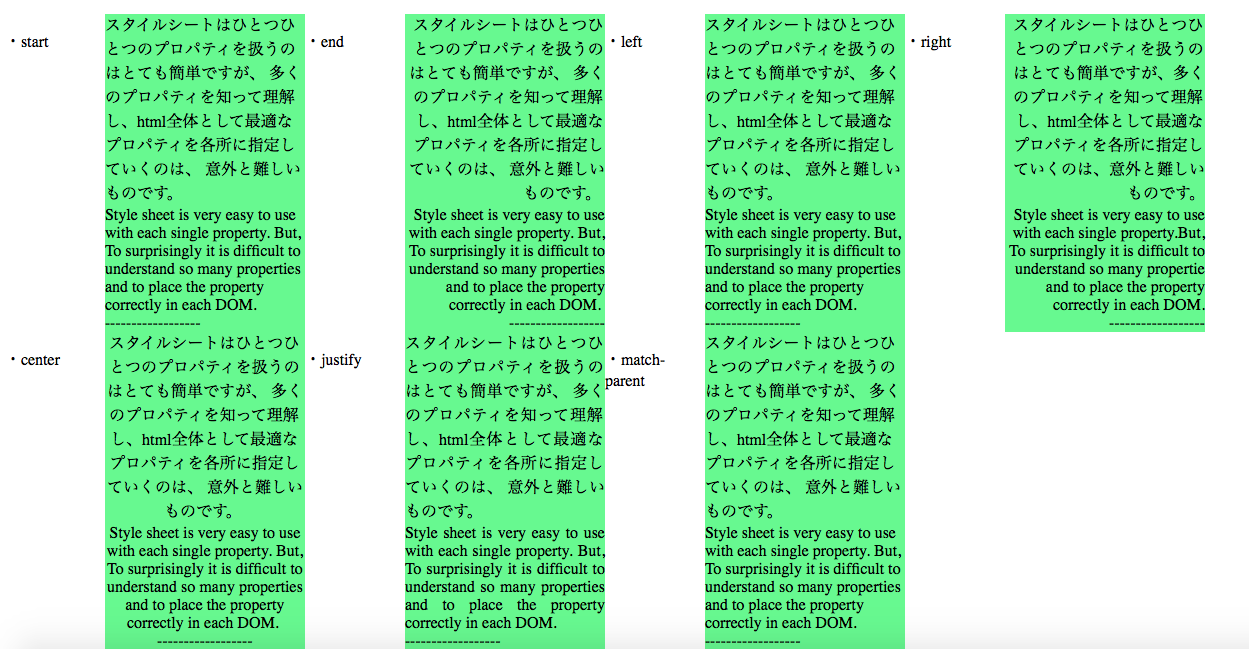 ・start
スタイルシートはひとつひ
とつのプロパティを扱うの
はとても簡単ですが、 多く
のプロパティを知って理解
し、html全体として最適な
プロパティを各所に指定し
ていくのは、 意外と難しい
ものです。
Style sheet is very easy to use
with each single property. But,
To surprisingly it is difficult to
understand so many properties
and to place the property
correctly in each DOM.
------------------
・end
スタイルシートはひとつひ
とつのプロパティを扱うの
はとても簡単ですが、 多く
のプロパティを知って理解
し、html全体として最適な
プロパティを各所に指定し
ていくのは、 意外と難しい
ものです。
Style sheet is very easy to use
with each single property. But,
To surprisingly it is difficult to
understand so many properties
and to place the property
correctly in each DOM.
------------------
・left
スタイルシートはひとつひ
とつのプロパティを扱うの
はとても簡単ですが、 多く
のプロパティを知って理解
し、html全体として最適な
プロパティを各所に指定し
ていくのは、 意外と難しい
ものです。
Style sheet is very easy to use
with each single property. But,
To surprisingly it is difficult to
understand so many properties
and to place the property
correctly in each DOM.
------------------
・right
スタイルシートはひとつひ
とつのプロパティを扱うの
はとても簡単ですが、 多く
のプロパティを知って理解
し、html全体として最適な
プロパティを各所に指定し
ていくのは、 意外と難しい
ものです。
Style sheet is very easy to use
with each single property.But,
To surprisingly it is difficult to
understand so many propertie
and to place the property
correctly in each DOM.
------------------
・center
スタイルシートはひとつひ
とつのプロパティを扱うの
はとても簡単ですが、 多く
のプロパティを知って理解
し、html全体として最適な
プロパティを各所に指定し
ていくのは、 意外と難しい
ものです。
Style sheet is very easy to use
with each single property. But,
To surprisingly it is difficult to
understand so many properties
and to place the property
correctly in each DOM.
------------------
・justify
スタイルシートはひとつひ
とつのプロパティを扱うの
はとても簡単ですが、 多く
のプロパティを知って理解
し、html全体として最適な
プロパティを各所に指定し
ていくのは、 意外と難しい
ものです。
Style sheet is very easy to use
with each single property. But,
To surprisingly it is difficult to
understand so many properties
and to place the property
correctly in each DOM.
------------------
・match-
parent
スタイルシートはひとつひ
とつのプロパティを扱うの
はとても簡単ですが、 多く
のプロパティを知って理解
し、html全体として最適な
プロパティを各所に指定し
ていくのは、 意外と難しい
ものです。
Style sheet is very easy to use
with each single property. But,
To surprisingly it is difficult to
understand so many properties
and to place the property
correctly in each DOM.
------------------